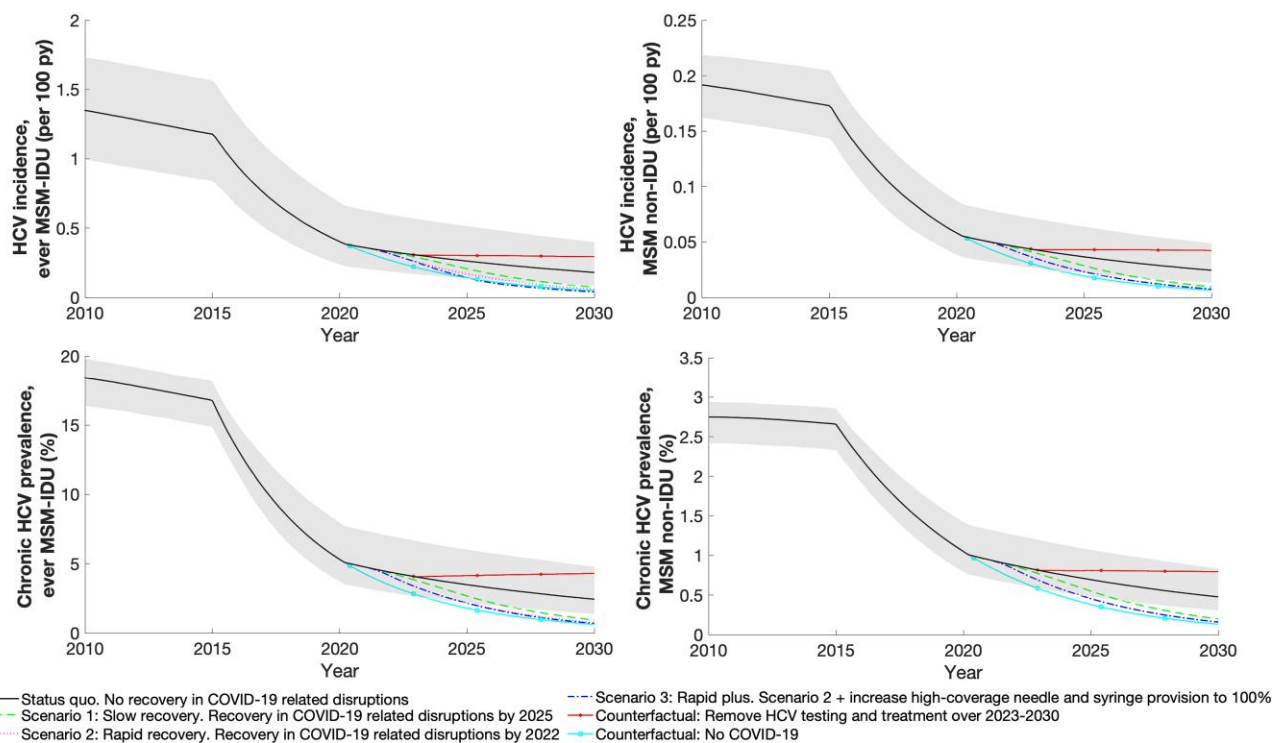 HCV incidence,
ever MSM-IDU (per 100 py)
2
1.5
1
0.5
0
2010 2015 2020 2025 2030
Year
HCV incidence,
MSM non-IDU (per 100 py)
0.25
0.2
0.15
0.1
0.05
0
2010 2015 2020 2025 2030
Year
Chronic HCV prevalence,
ever MSM-IDU (%)
20
15
10
5
0
2010 2015 2020 2025 2030
Year
Chronic HCV prevalence,
MSM non-IDU (%)
3.5
3
2.5
2
1.5
1
0.5
0
2010 2015 2020 2025 2030
Year
Status quo. No recovery in COVID-19 related disruptions
Scenario 1: Slow recovery. Recovery in COVID-19 related disruptions by 2025
Scenario 2: Rapid recovery. Recovery in COVID-19 related disruptions by 2022
Scenario 3: Rapid plus. Scenario 2 + increase high-coverage needle and syringe provision to 100%
Counterfactual: Remove HCV testing and treatment over 2023-2030
Counterfactual: No COVID-19